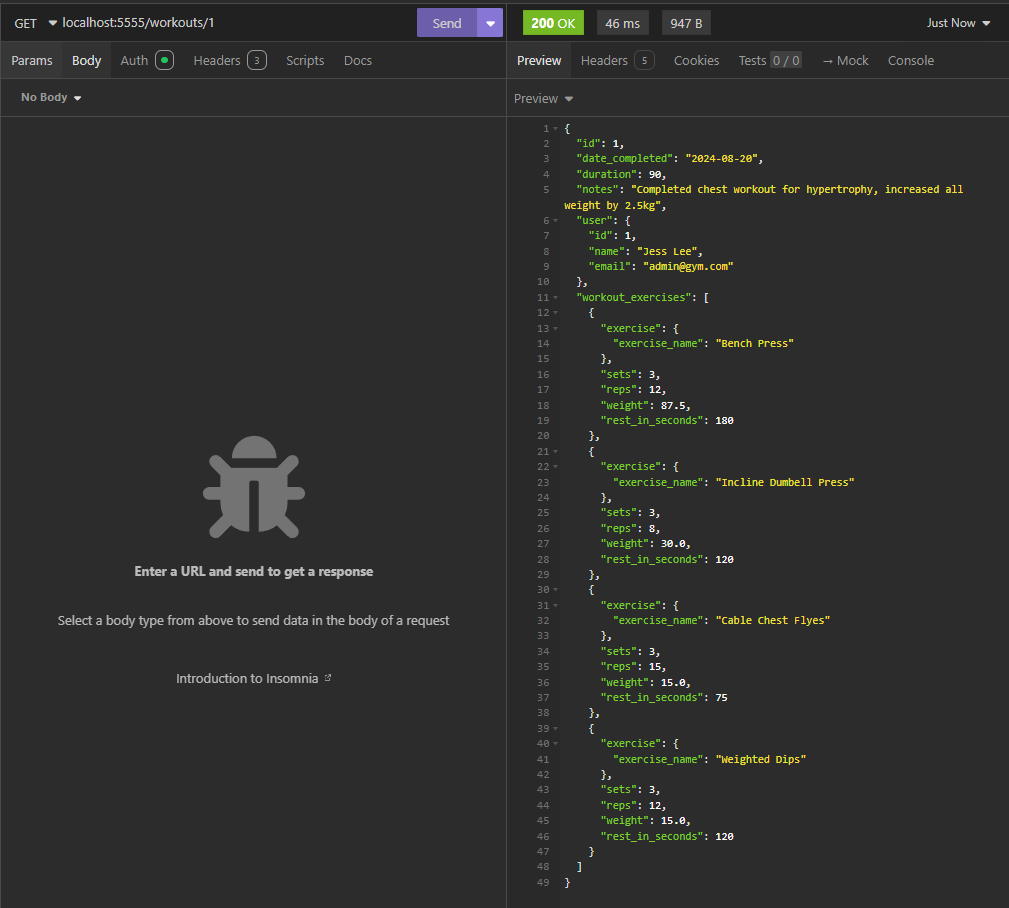 GET localhost:5555/workouts/1 Send 200 OK 46 ms 947 B Just Now
Params Body Auth Headers 3 Scripts Docs Preview Headers 5 Cookies Tests 0 / 0 → Mock Console
No Body Preview
1 {
2 "id": 1,
3 "date_completed": "2024-08-20",
4 "duration": 90,
5 "notes": "Completed chest workout for hypertrophy, increased all
weight by 2.5kg",
6 "user": {
7 "id": 1,
8 "name": "Jess Lee",
9 "email": "admin@gym.com"
10 },
11 "workout_exercises": [
12 {
13 "exercise": {
14 "exercise_name": "Bench Press"
15 },
16 "sets": 3,
17 "reps": 12,
18 "weight": 87.5,
19 "rest_in_seconds": 180
20 },
21 {
22 "exercise": {
23 "exercise_name": "Incline Dumbell Press"
24 },
25 "sets": 3,
26 "reps": 8,
27 "weight": 30.0,
28 "rest_in_seconds": 120
29 },
30 {
31 "exercise": {
32 "exercise_name": "Cable Chest Flyes"
33 },
34 "sets": 3,
35 "reps": 15,
36 "weight": 15.0,
37 "rest_in_seconds": 75
38 },
39 {
40 "exercise": {
41 "exercise_name": "Weighted Dips"
42 },
43 "sets": 3,
44 "reps": 12,
45 "weight": 15.0,
46 "rest_in_seconds": 120
47 }
48 ]
49 }
Enter a URL and send to get a response
Select a body type from above to send data in the body of a request
Introduction to Insomnia